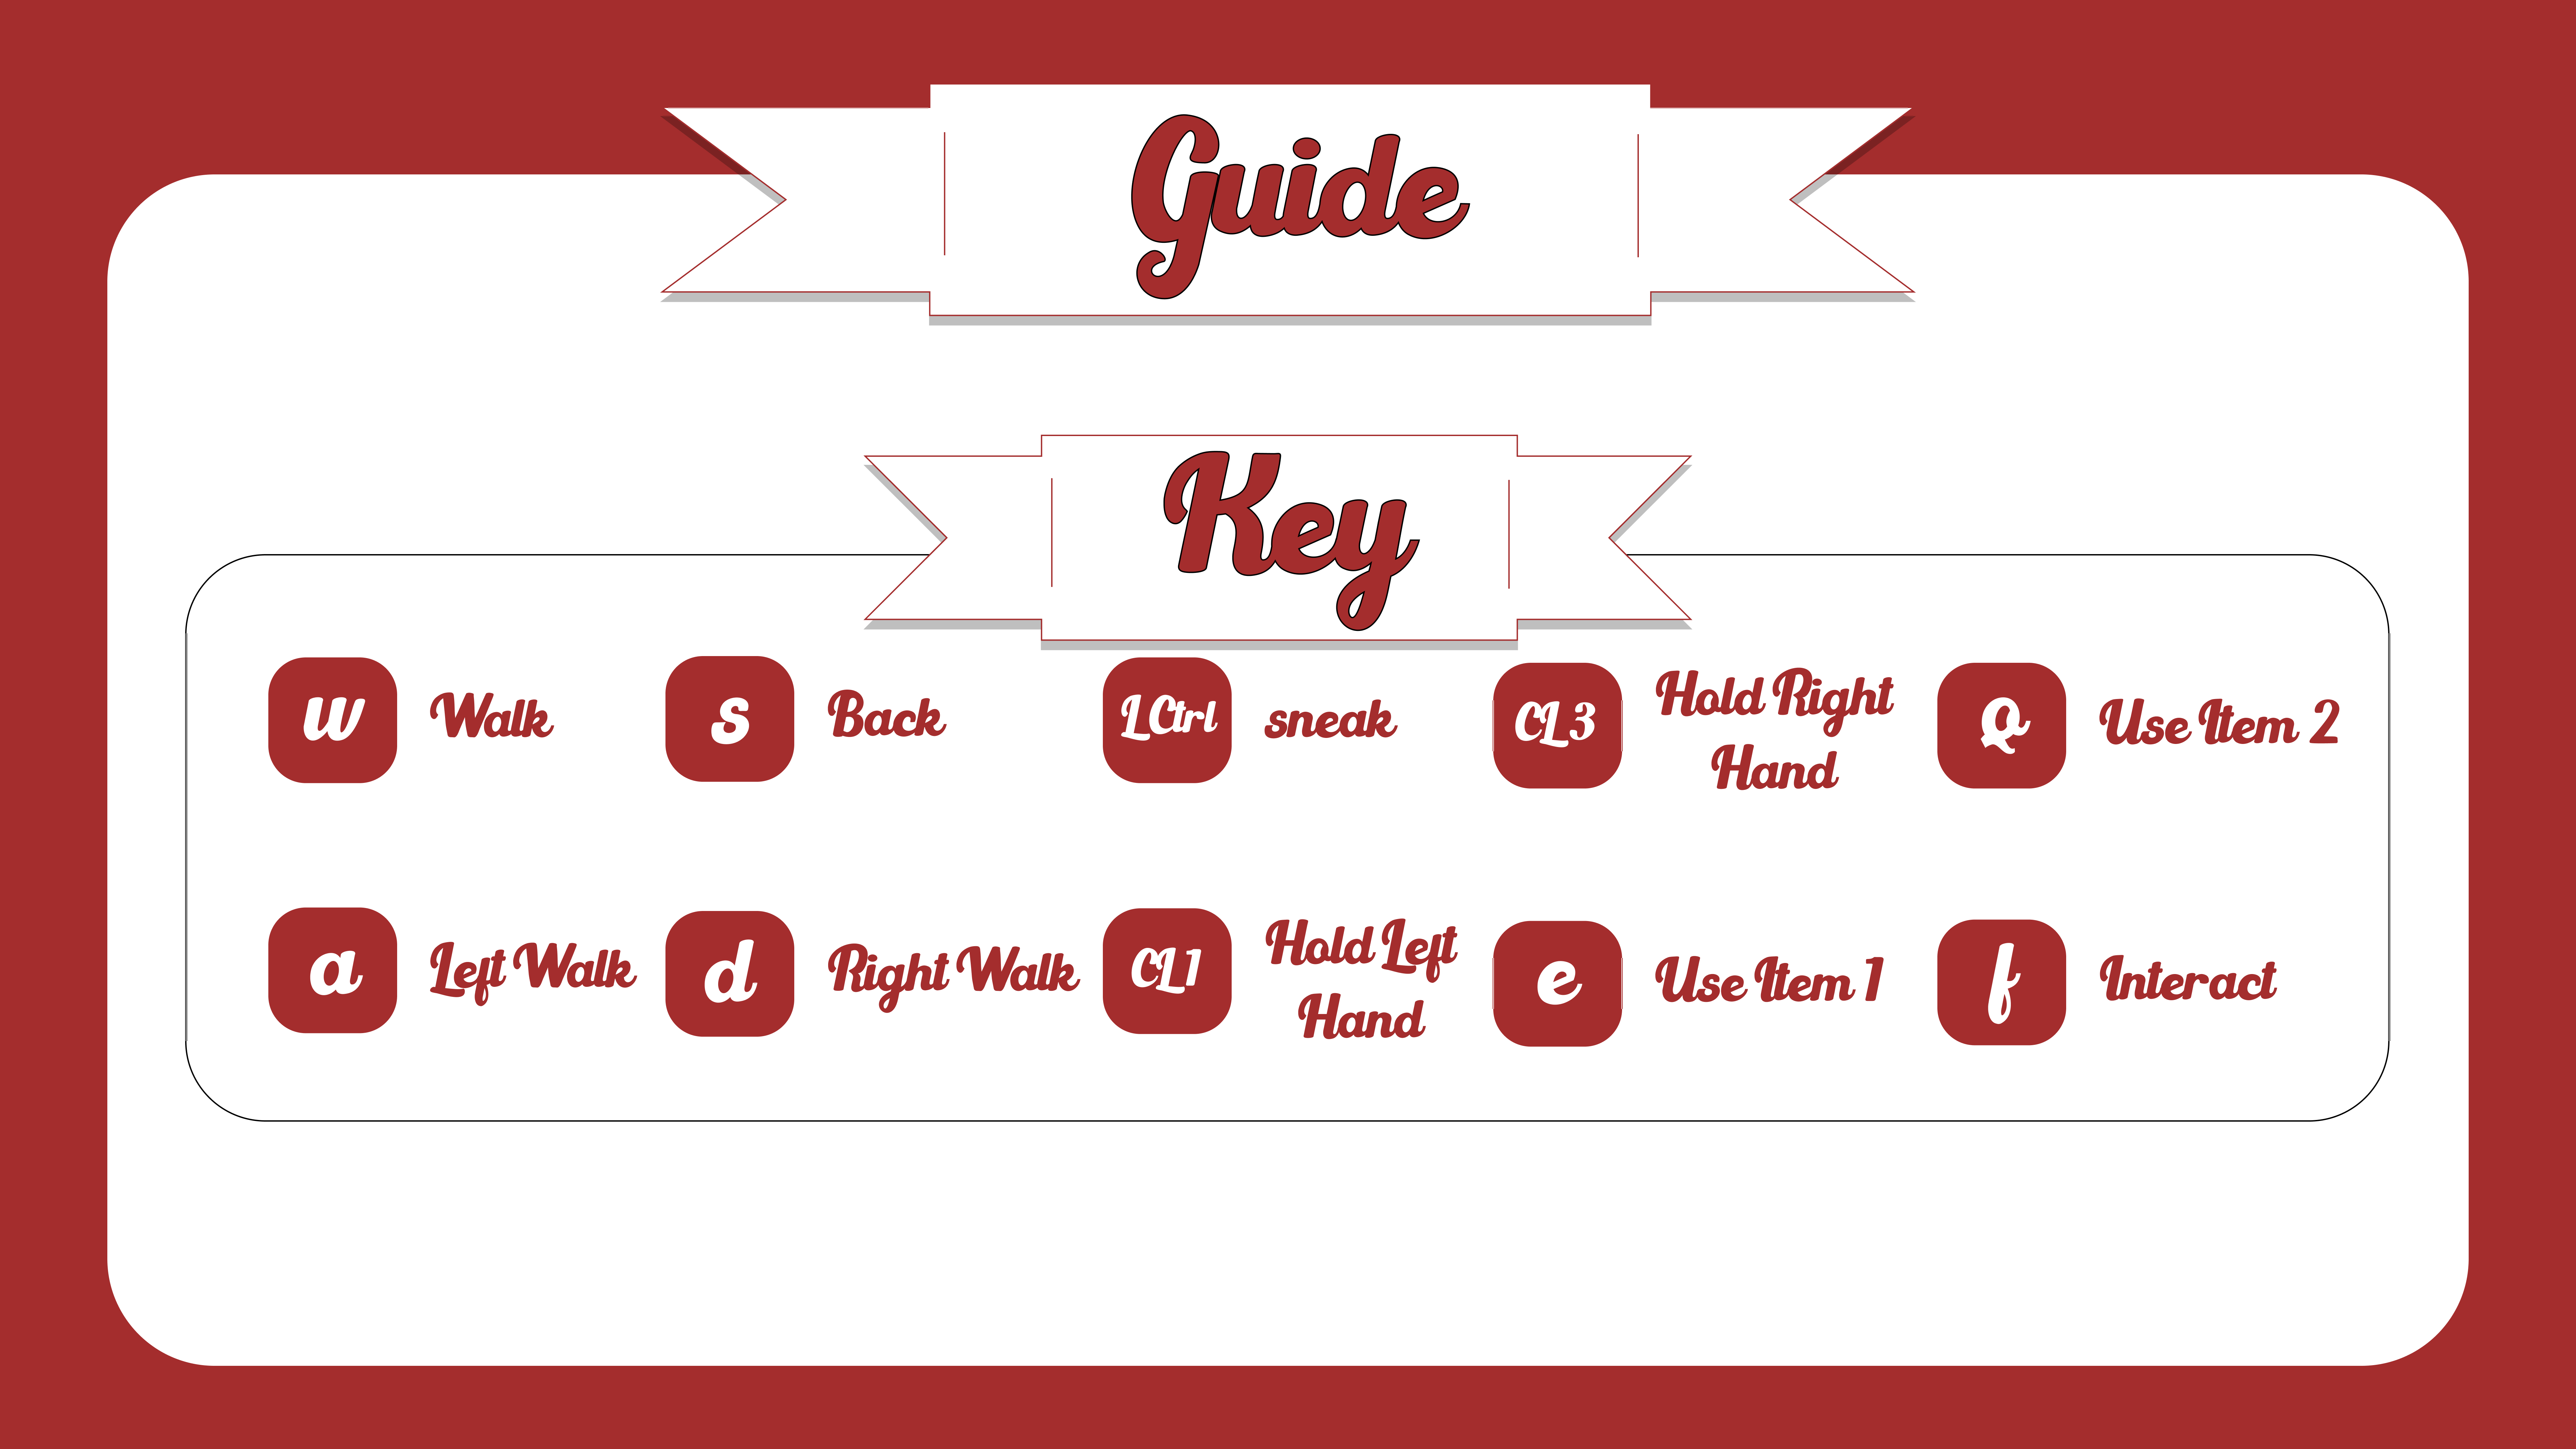 Guide
Key
w Walk
s Back
LCtrl sneak
CL3 Hold Right
Hand
Q Use Item 2
a Left Walk
d Right Walk
CL1 Hold Left
Hand
e Use Item 1
f Interact